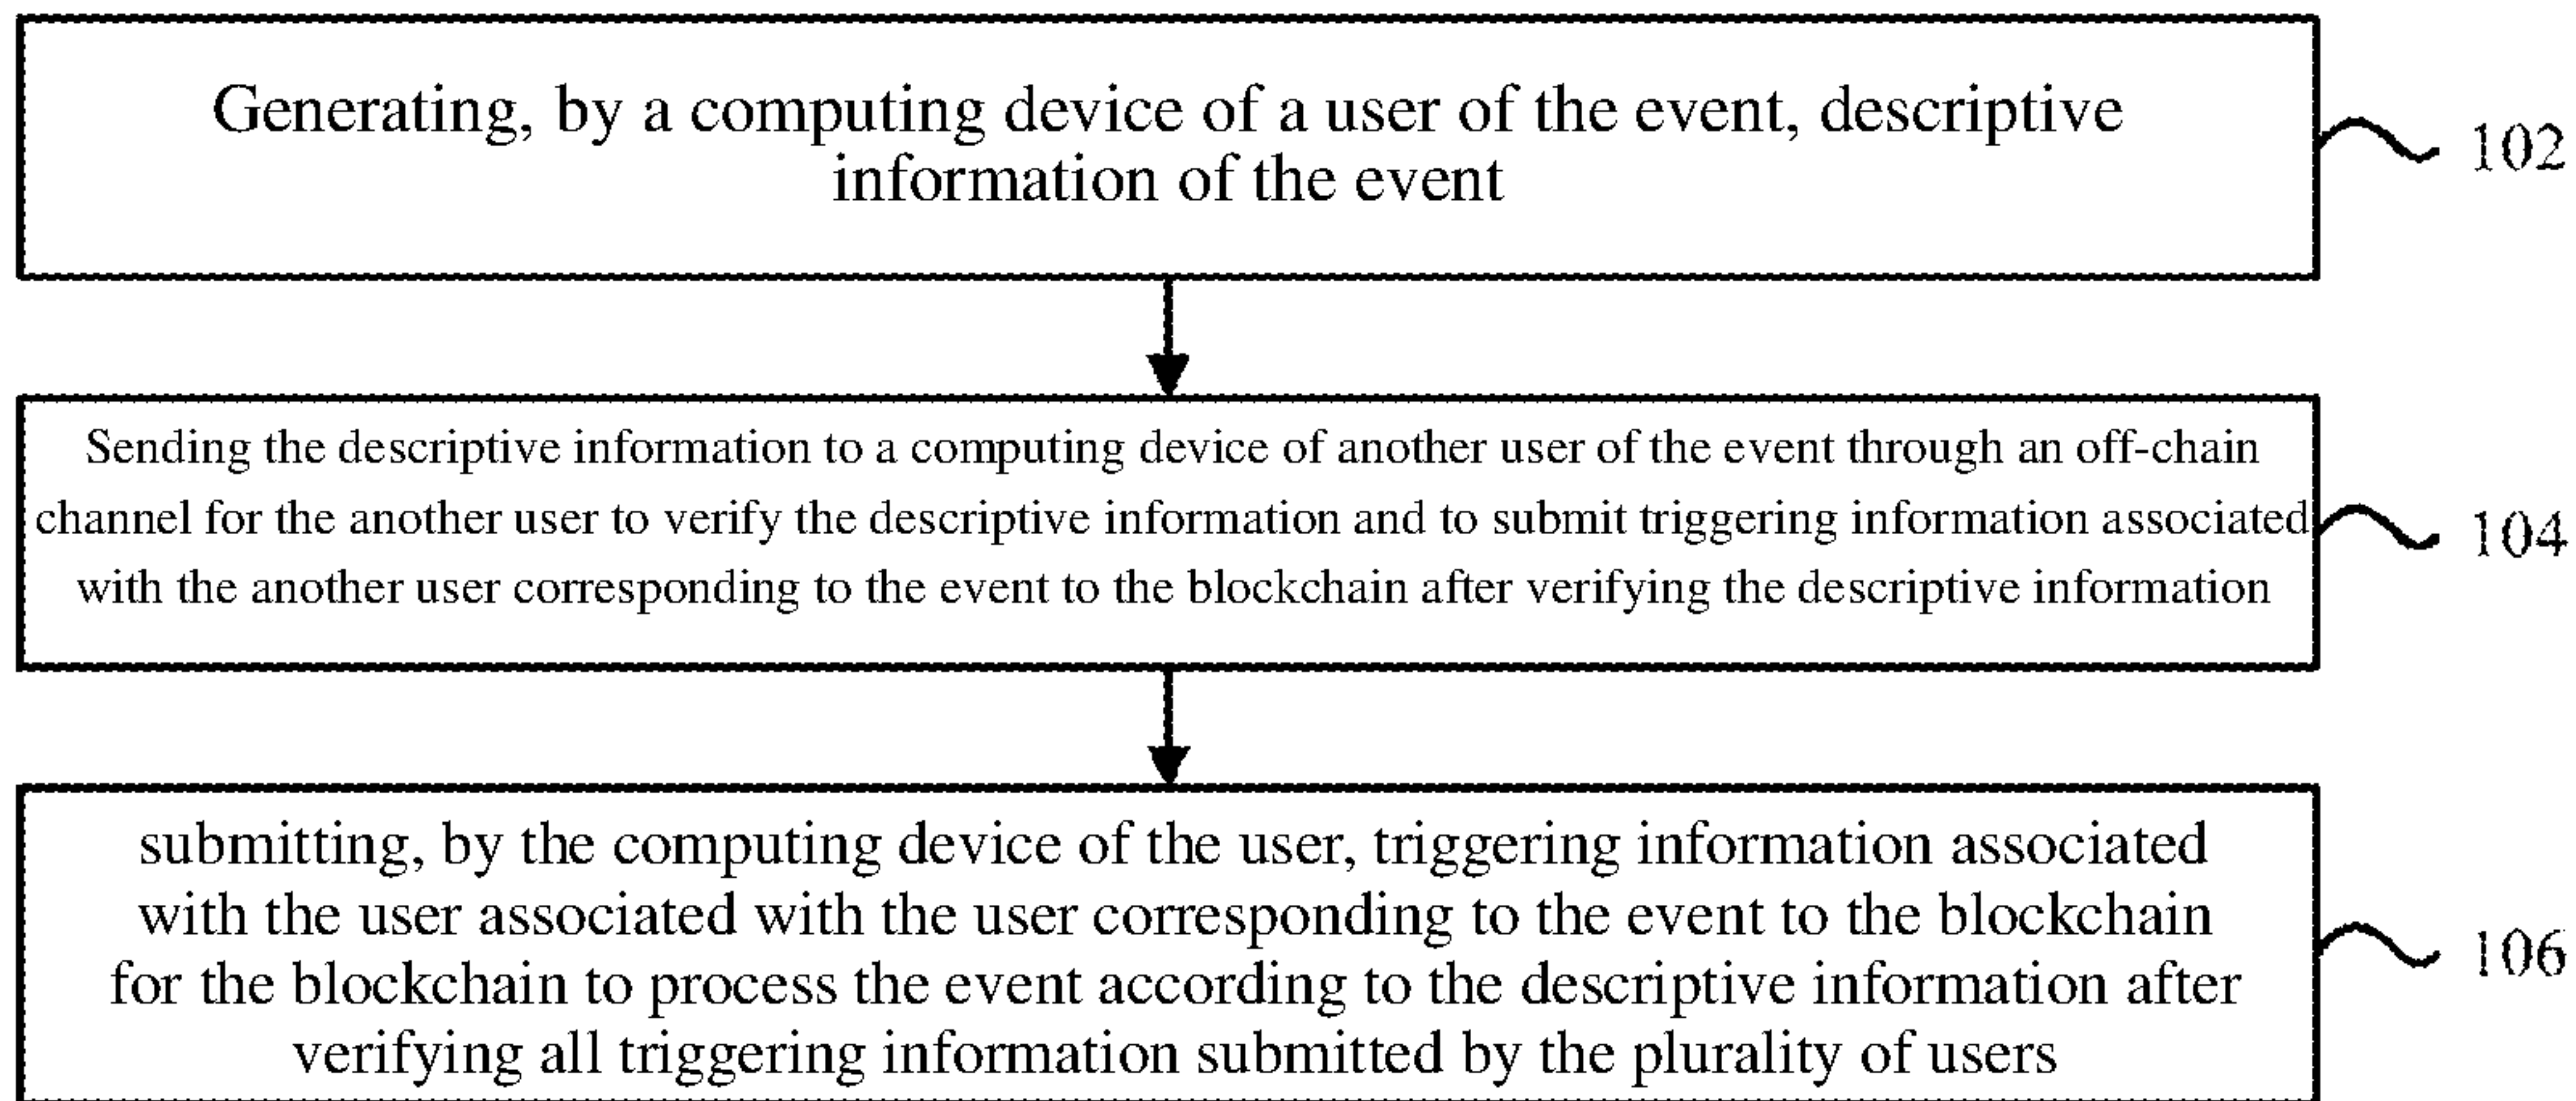 Generating, by a computing device of a user of the event, descriptive
information of the event
102
Sending the descriptive information to a computing device of another user of the event through an off-chain
channel for the another user to verify the descriptive information and to submit triggering information associated
with the another user corresponding to the event to the blockchain after verifying the descriptive information
104
submitting, by the computing device of the user, triggering information associated
with the user associated with the user corresponding to the event to the blockchain
for the blockchain to process the event according to the descriptive information after
verifying all triggering information submitted by the plurality of users
106